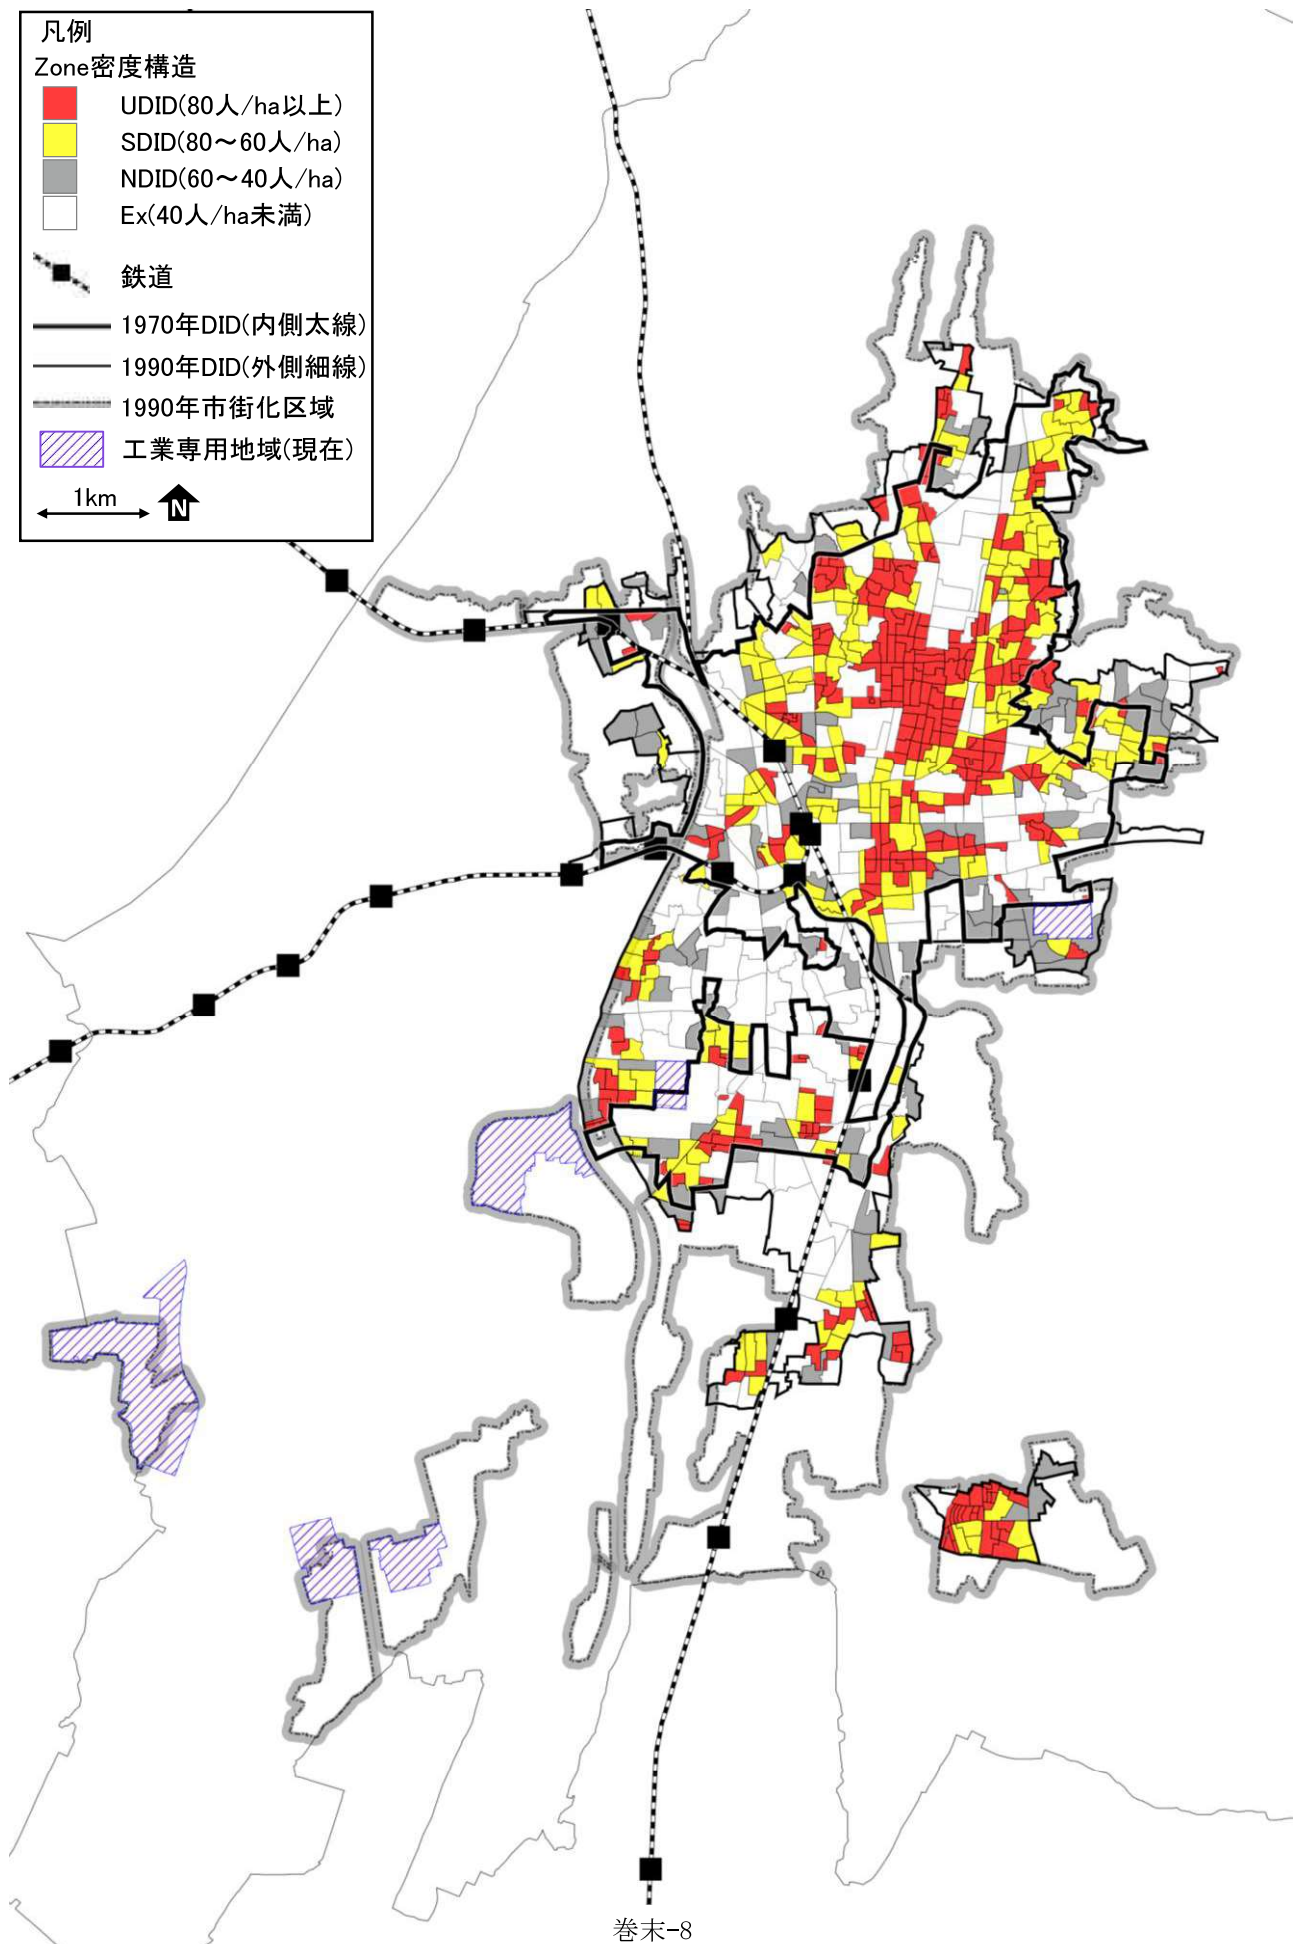 凡例
Zone密度構造
UDID(80人/ha以上)
SDID(80～60人/ha)
NDID(60～40人/ha)
Ex(40人/ha未満)
鉄道
1970年DID(内側太線)
1990年DID(外側細線)
1990年市街化区域
工業専用地域(現在)
1km
N
巻末-8